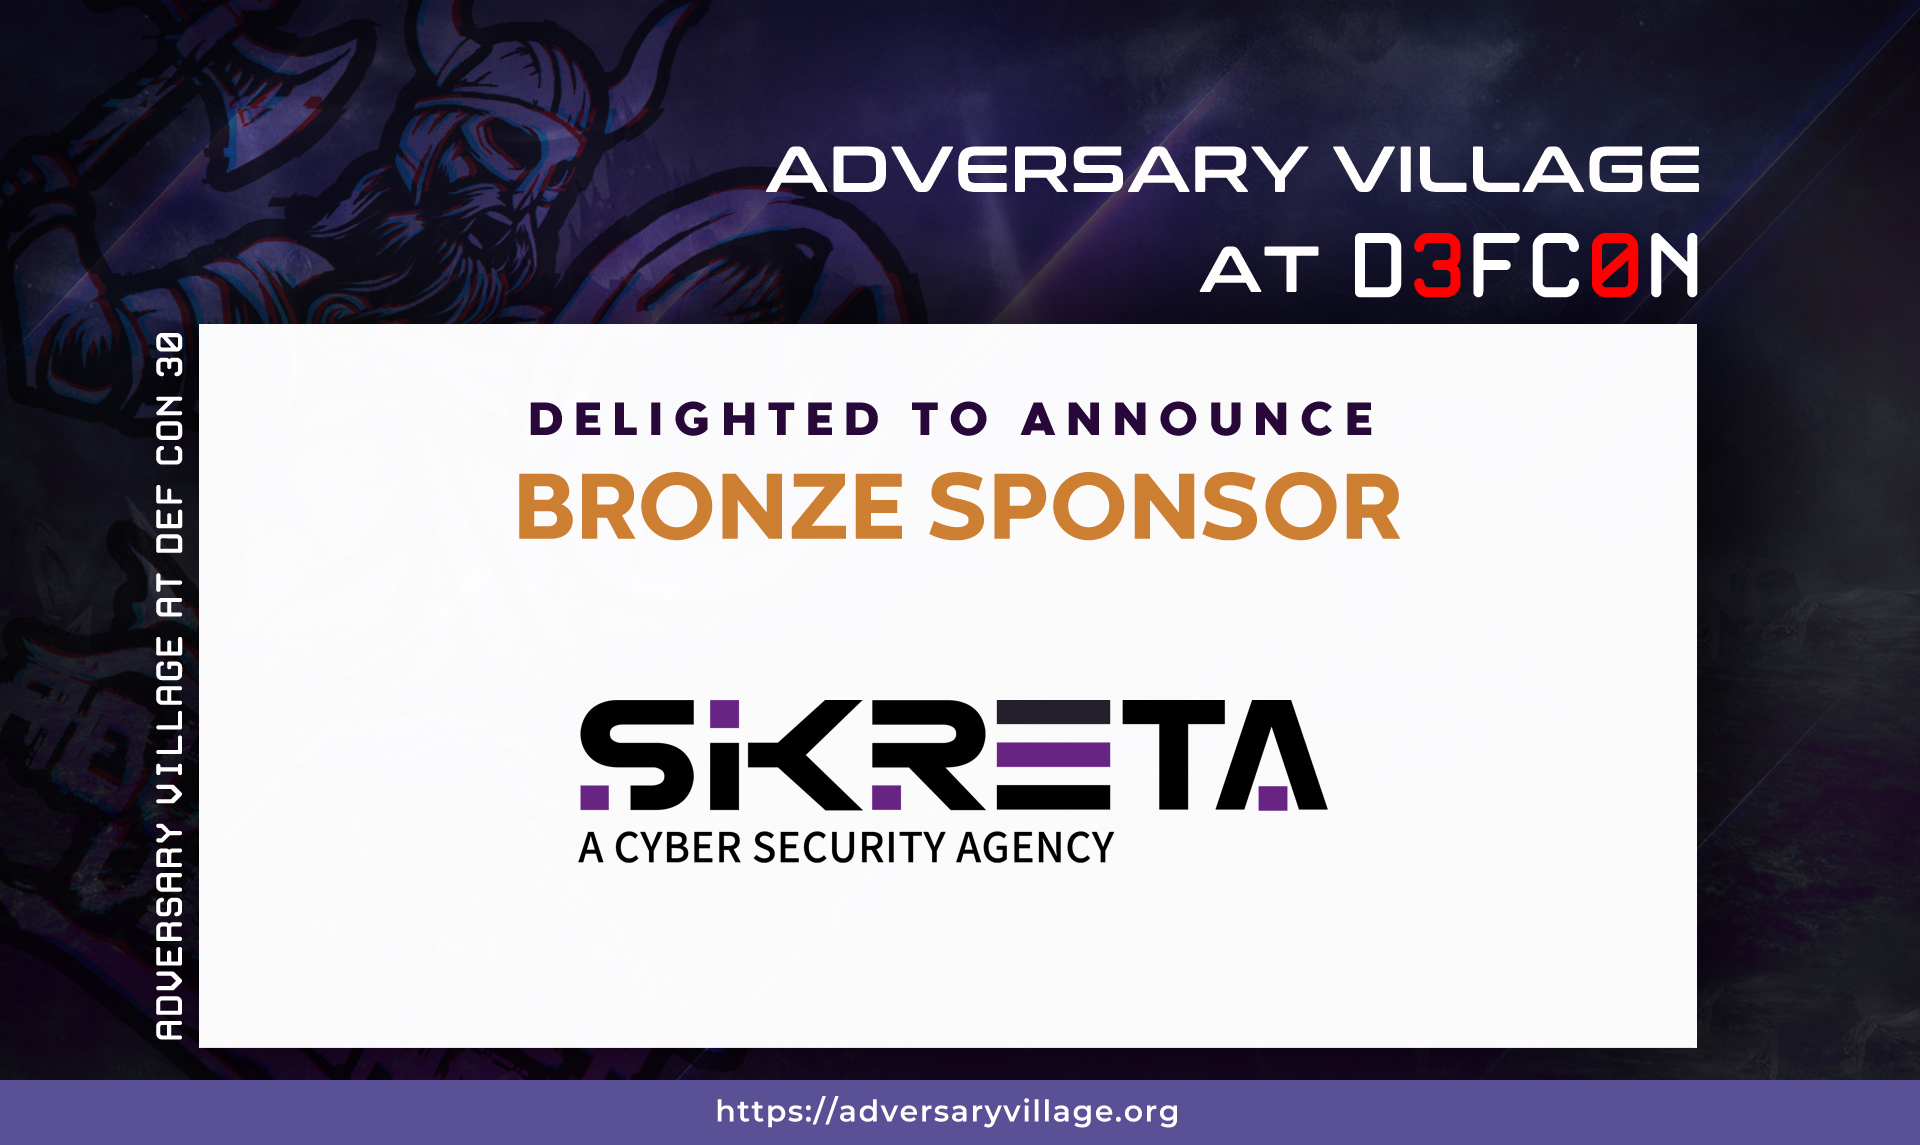 ADVERSARY VILLAGE
AT D3FC0N
ADVERSARY VILLAGE AT DEF CON 30
DELIGHTED TO ANNOUNCE
BRONZE SPONSOR
SiKRETA
A CYBER SECURITY AGENCY
https://adversaryvillage.org